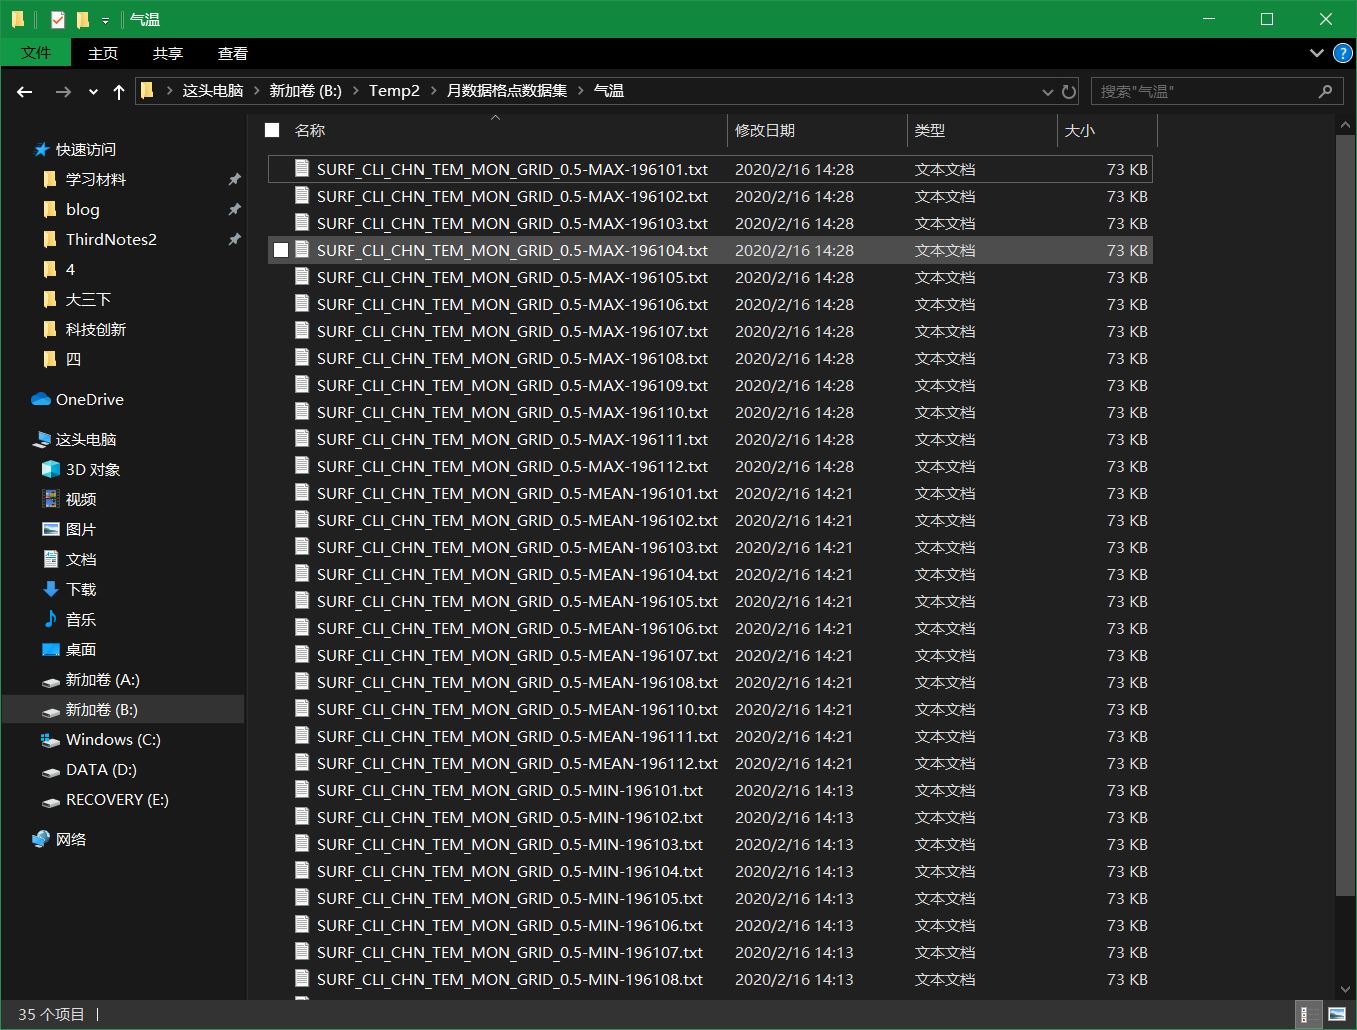 气温
文件 主页 共享 查看
这头电脑 新加卷 (B:) Temp2 月数据格点数据集 气温 搜索"气温"
名称 修改日期 类型 大小
快速访问
学习材料
blog
ThirdNotes2
4
大三下
科技创新
四
OneDrive
这头电脑
3D 对象
视频
图片
文档
下载
音乐
桌面
新加卷 (A:)
新加卷 (B:)
Windows (C:)
DATA (D:)
RECOVERY (E:)
网络
SURF_CLI_CHN_TEM_MON_GRID_0.5-MAX-196101.txt 2020/2/16 14:28 文本文档 73 KB
SURF_CLI_CHN_TEM_MON_GRID_0.5-MAX-196102.txt 2020/2/16 14:28 文本文档 73 KB
SURF_CLI_CHN_TEM_MON_GRID_0.5-MAX-196103.txt 2020/2/16 14:28 文本文档 73 KB
SURF_CLI_CHN_TEM_MON_GRID_0.5-MAX-196104.txt 2020/2/16 14:28 文本文档 73 KB
SURF_CLI_CHN_TEM_MON_GRID_0.5-MAX-196105.txt 2020/2/16 14:28 文本文档 73 KB
SURF_CLI_CHN_TEM_MON_GRID_0.5-MAX-196106.txt 2020/2/16 14:28 文本文档 73 KB
SURF_CLI_CHN_TEM_MON_GRID_0.5-MAX-196107.txt 2020/2/16 14:28 文本文档 73 KB
SURF_CLI_CHN_TEM_MON_GRID_0.5-MAX-196108.txt 2020/2/16 14:28 文本文档 73 KB
SURF_CLI_CHN_TEM_MON_GRID_0.5-MAX-196109.txt 2020/2/16 14:28 文本文档 73 KB
SURF_CLI_CHN_TEM_MON_GRID_0.5-MAX-196110.txt 2020/2/16 14:28 文本文档 73 KB
SURF_CLI_CHN_TEM_MON_GRID_0.5-MAX-196111.txt 2020/2/16 14:28 文本文档 73 KB
SURF_CLI_CHN_TEM_MON_GRID_0.5-MAX-196112.txt 2020/2/16 14:28 文本文档 73 KB
SURF_CLI_CHN_TEM_MON_GRID_0.5-MEAN-196101.txt 2020/2/16 14:21 文本文档 73 KB
SURF_CLI_CHN_TEM_MON_GRID_0.5-MEAN-196102.txt 2020/2/16 14:21 文本文档 73 KB
SURF_CLI_CHN_TEM_MON_GRID_0.5-MEAN-196103.txt 2020/2/16 14:21 文本文档 73 KB
SURF_CLI_CHN_TEM_MON_GRID_0.5-MEAN-196104.txt 2020/2/16 14:21 文本文档 73 KB
SURF_CLI_CHN_TEM_MON_GRID_0.5-MEAN-196105.txt 2020/2/16 14:21 文本文档 73 KB
SURF_CLI_CHN_TEM_MON_GRID_0.5-MEAN-196106.txt 2020/2/16 14:21 文本文档 73 KB
SURF_CLI_CHN_TEM_MON_GRID_0.5-MEAN-196107.txt 2020/2/16 14:21 文本文档 73 KB
SURF_CLI_CHN_TEM_MON_GRID_0.5-MEAN-196108.txt 2020/2/16 14:21 文本文档 73 KB
SURF_CLI_CHN_TEM_MON_GRID_0.5-MEAN-196110.txt 2020/2/16 14:21 文本文档 73 KB
SURF_CLI_CHN_TEM_MON_GRID_0.5-MEAN-196111.txt 2020/2/16 14:21 文本文档 73 KB
SURF_CLI_CHN_TEM_MON_GRID_0.5-MEAN-196112.txt 2020/2/16 14:21 文本文档 73 KB
SURF_CLI_CHN_TEM_MON_GRID_0.5-MIN-196101.txt 2020/2/16 14:13 文本文档 73 KB
SURF_CLI_CHN_TEM_MON_GRID_0.5-MIN-196102.txt 2020/2/16 14:13 文本文档 73 KB
SURF_CLI_CHN_TEM_MON_GRID_0.5-MIN-196103.txt 2020/2/16 14:13 文本文档 73 KB
SURF_CLI_CHN_TEM_MON_GRID_0.5-MIN-196104.txt 2020/2/16 14:13 文本文档 73 KB
SURF_CLI_CHN_TEM_MON_GRID_0.5-MIN-196105.txt 2020/2/16 14:13 文本文档 73 KB
SURF_CLI_CHN_TEM_MON_GRID_0.5-MIN-196106.txt 2020/2/16 14:13 文本文档 73 KB
SURF_CLI_CHN_TEM_MON_GRID_0.5-MIN-196107.txt 2020/2/16 14:13 文本文档 73 KB
SURF_CLI_CHN_TEM_MON_GRID_0.5-MIN-196108.txt 2020/2/16 14:13 文本文档 73 KB
35 个项目